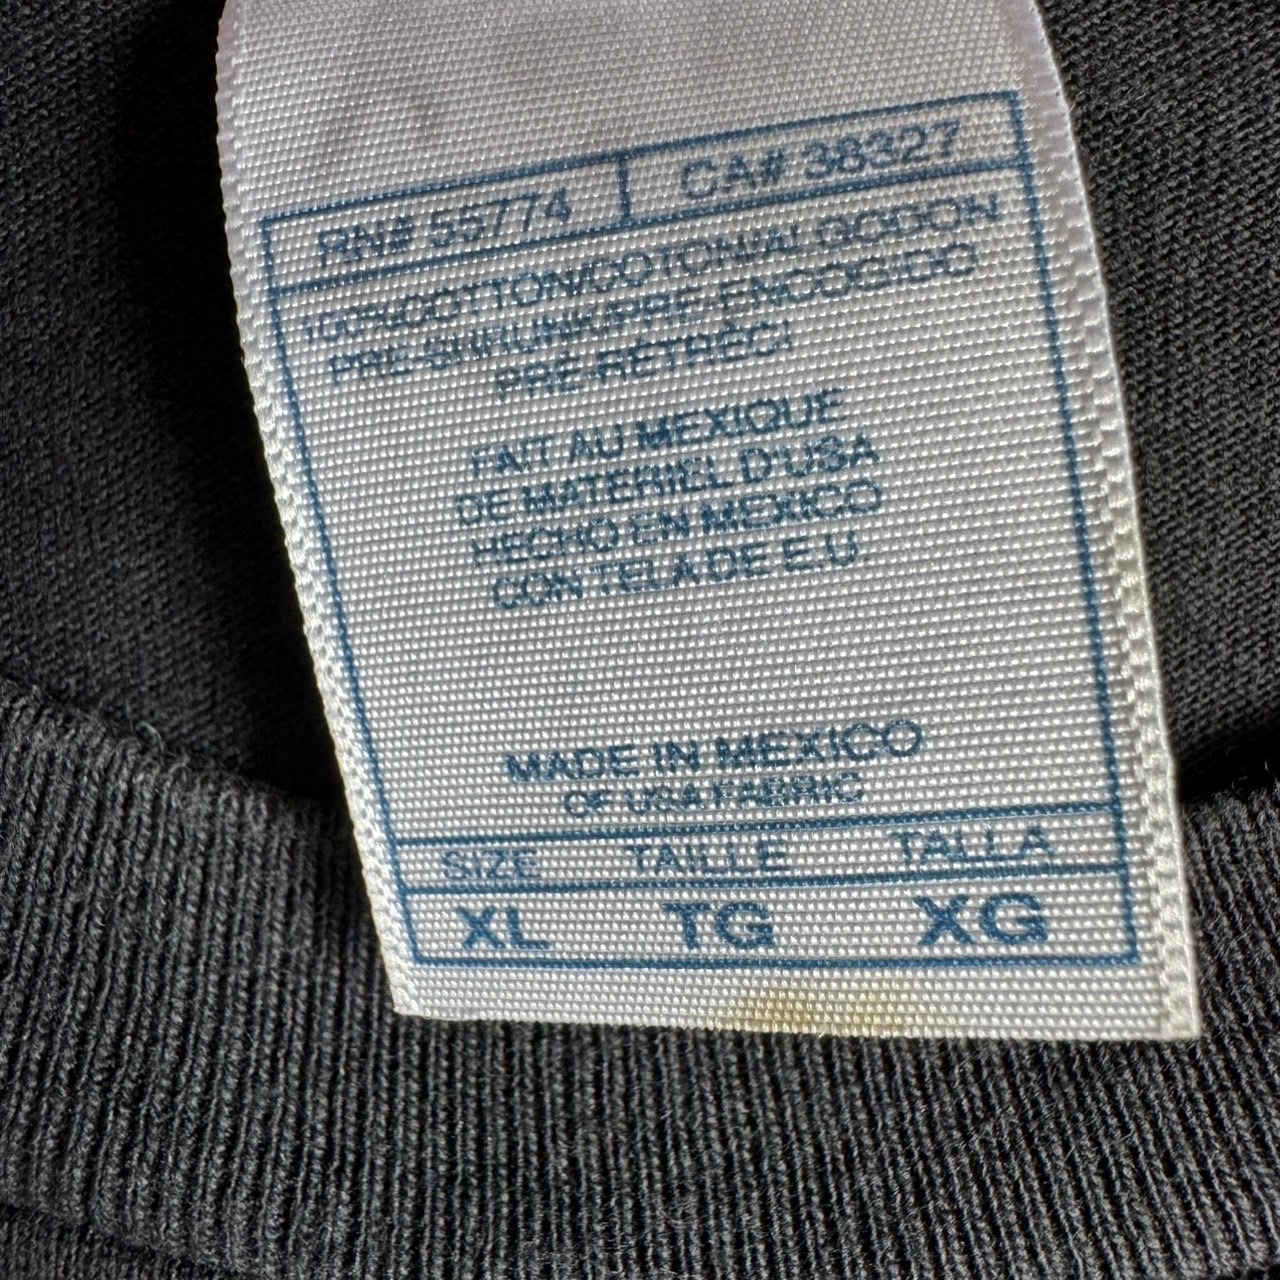 RN# 55774 CA# 38327
100% COTTON/COTON/ALGODON
PRE-SHRUNK/PRE-ENCOGIDO
PRÉ-RÉTRÉCI
FAIT AU MEXIQUE
DE MATERIEL D'USA
HECHO EN MEXICO
CON TELA DE E.U.
MADE IN MEXICO
OF USA FABRIC
SIZE TAILLE TALLA
XL TG XG